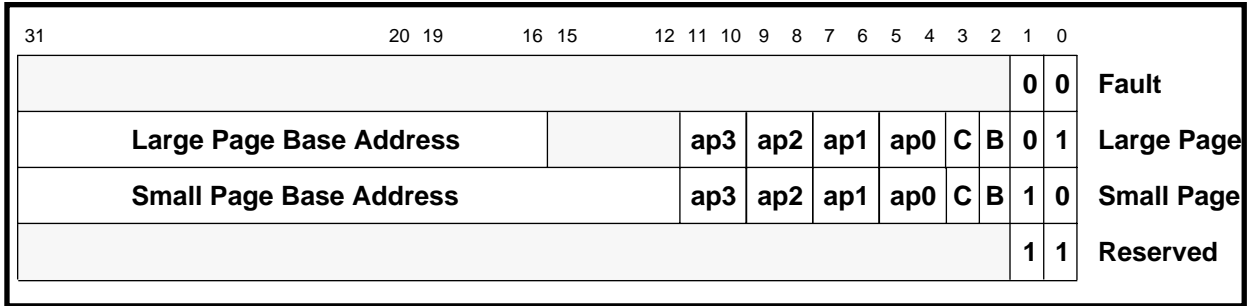 31 20 19 16 15 12 11 10 9 8 7 6 5 4 3 2 1 0
0 0 Fault
Large Page Base Address ap3 ap2 ap1 ap0 C B 0 1 Large Page
Small Page Base Address ap3 ap2 ap1 ap0 C B 1 0 Small Page
1 1 Reserved